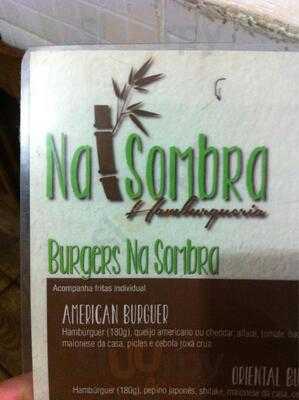 Na Sombra
Hamburgueria
Burgers Na Sombra
Acompanha fritas individual
AMERICAN BURGUER
Hambúrguer (180g), queijo americano ou cheddar, alface, tomate,
maionese da casa, picles e cebola roxa crua
ORIENTAL
Hambúrguer (180g), pepino japonês, shitake, maionese da casa,